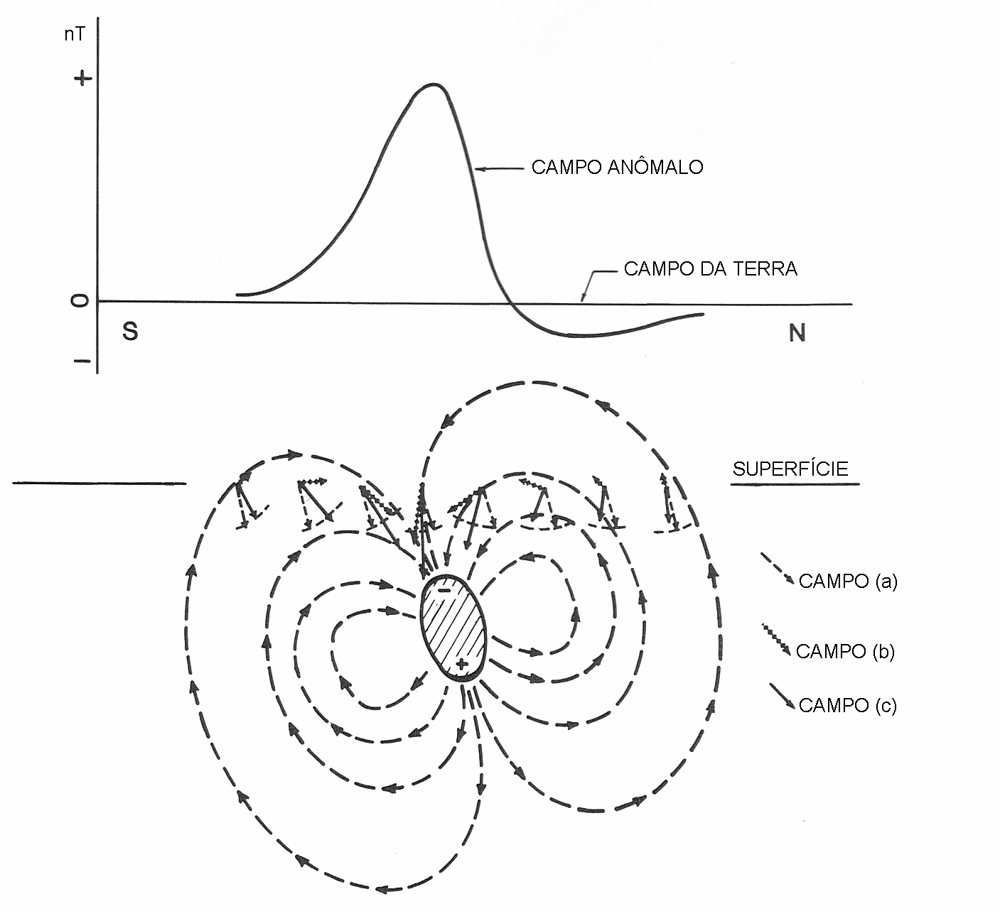 nT
+
CAMPO ANÔMALO
CAMPO DA TERRA
0
S
N
–
SUPERFÍCIE
CAMPO (a)
–
CAMPO (b)
+
CAMPO (c)